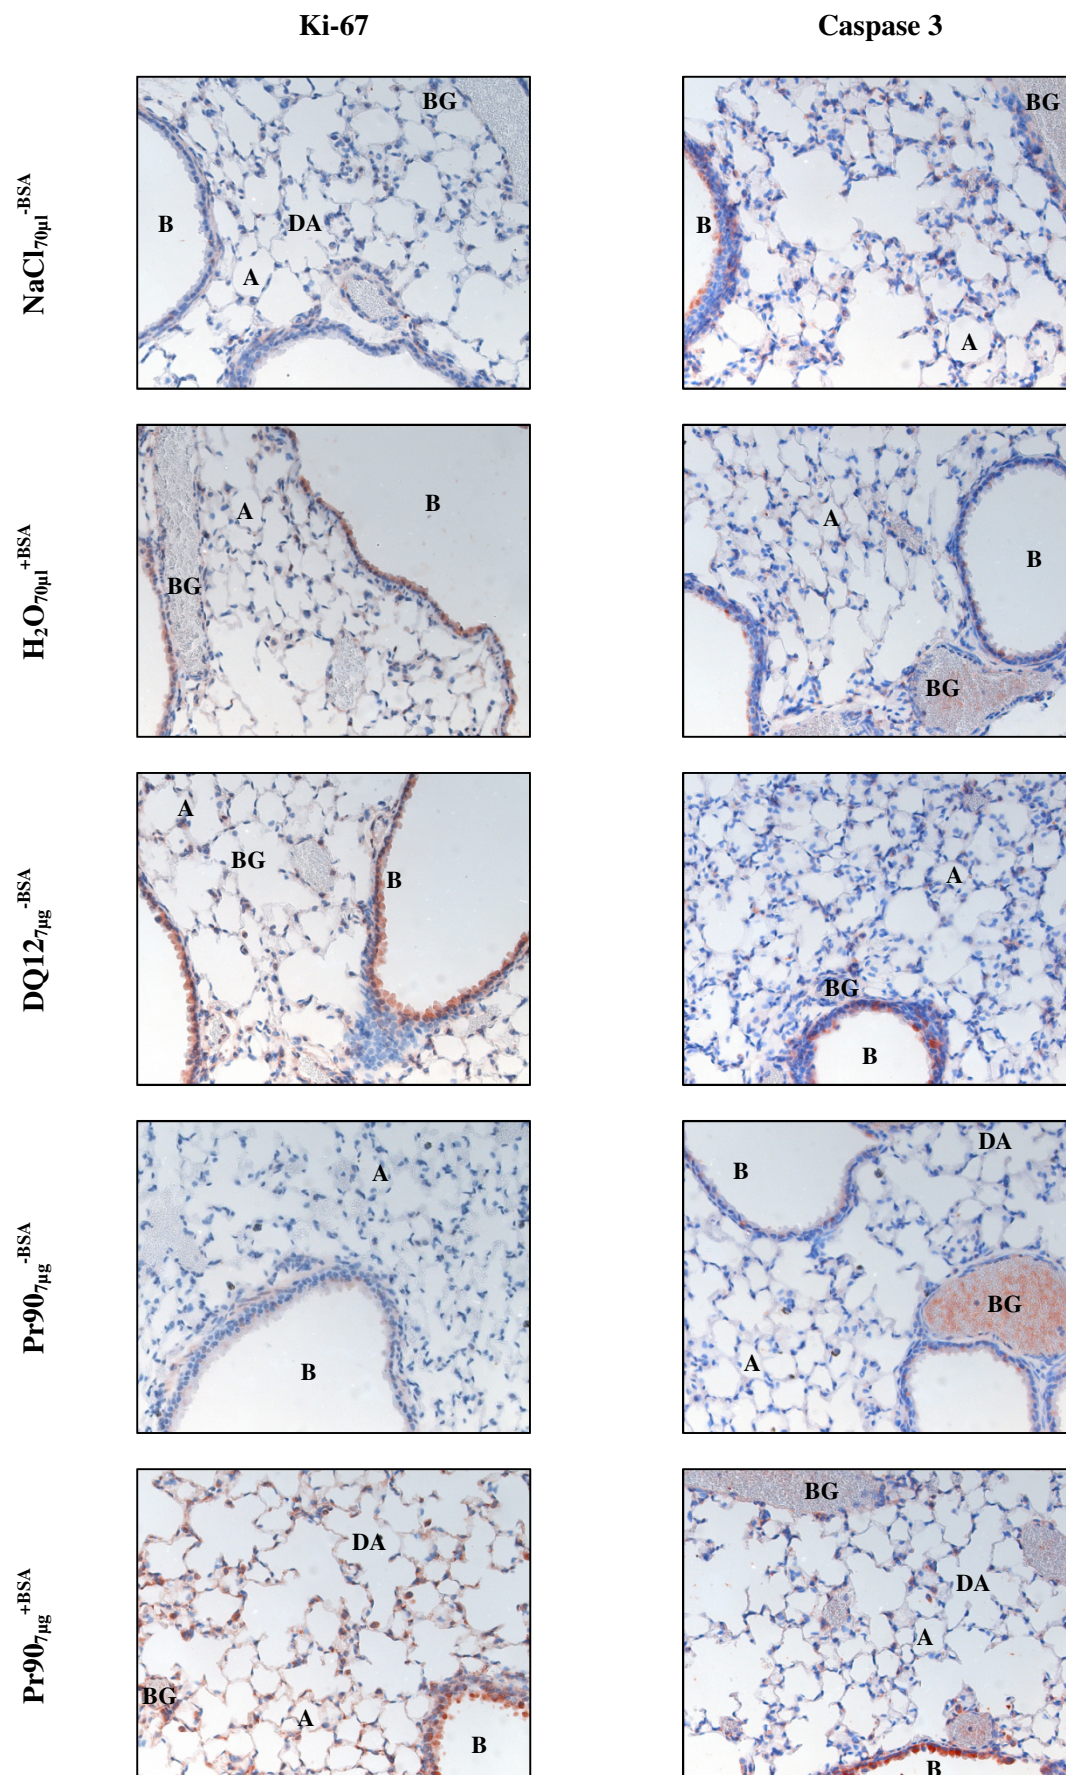 Ki-67 Caspase 3
NaCl70µl-BSA
BG BG
B DA B
A A
H2O70µl+BSA
A B A B
BG BG
DQ127µg-BSA
A A
BG B BG
B
Pr907µg-BSA
A B DA
BG
B A
Pr907µg+BSA
DA BG
DA
BG A A
B B